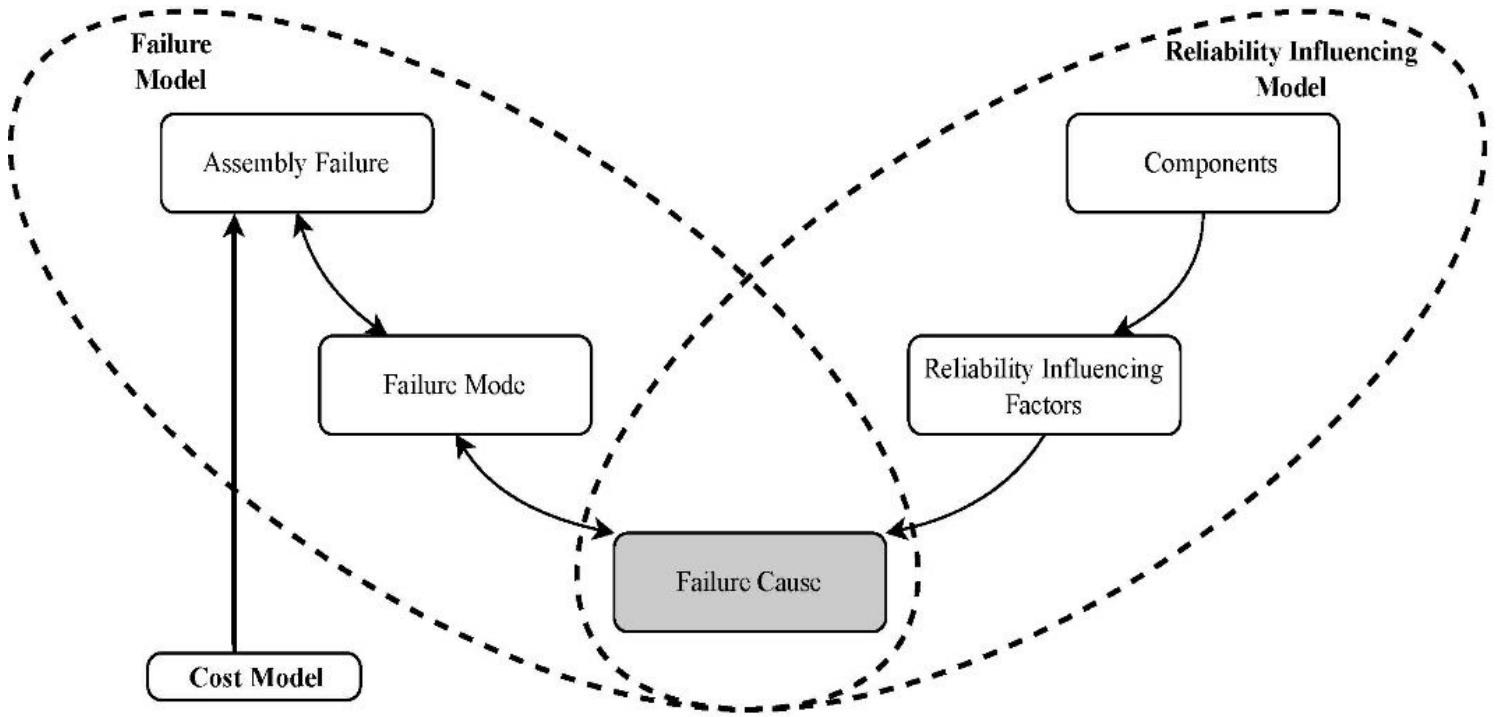 Failure
Model
Reliability Influencing
Model
Assembly Failure
Components
Failure Mode
Reliability Influencing
Factors
Failure Cause
Cost Model